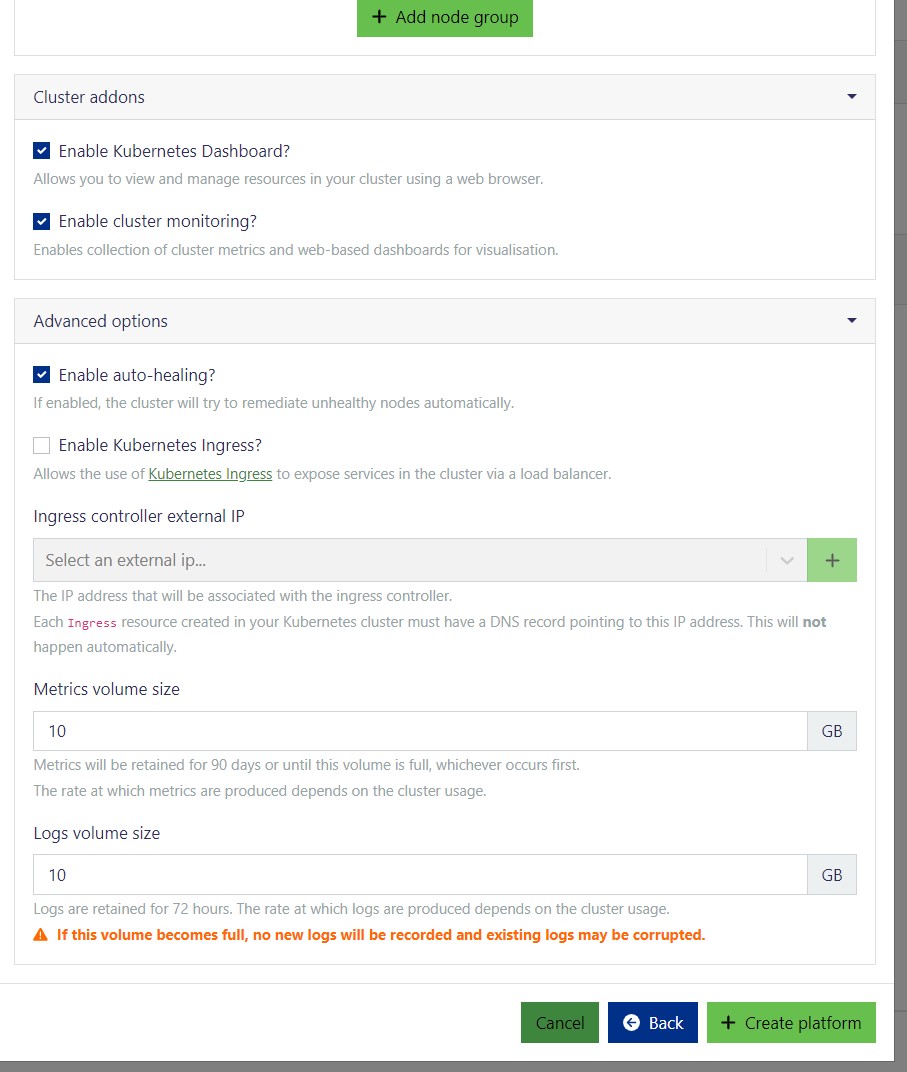 + Add node group
Cluster addons
Enable Kubernetes Dashboard?
Allows you to view and manage resources in your cluster using a web browser.
Enable cluster monitoring?
Enables collection of cluster metrics and web-based dashboards for visualisation.
Advanced options
Enable auto-healing?
If enabled, the cluster will try to remediate unhealthy nodes automatically.
Enable Kubernetes Ingress?
Allows the use of Kubernetes Ingress to expose services in the cluster via a load balancer.
Ingress controller external IP
Select an external ip... +
The IP address that will be associated with the ingress controller.
Each Ingress resource created in your Kubernetes cluster must have a DNS record pointing to this IP address. This will not
happen automatically.
Metrics volume size
10 GB
Metrics will be retained for 90 days or until this volume is full, whichever occurs first.
The rate at which metrics are produced depends on the cluster usage.
Logs volume size
10 GB
Logs are retained for 72 hours. The rate at which logs are produced depends on the cluster usage.
If this volume becomes full, no new logs will be recorded and existing logs may be corrupted.
Cancel Back + Create platform